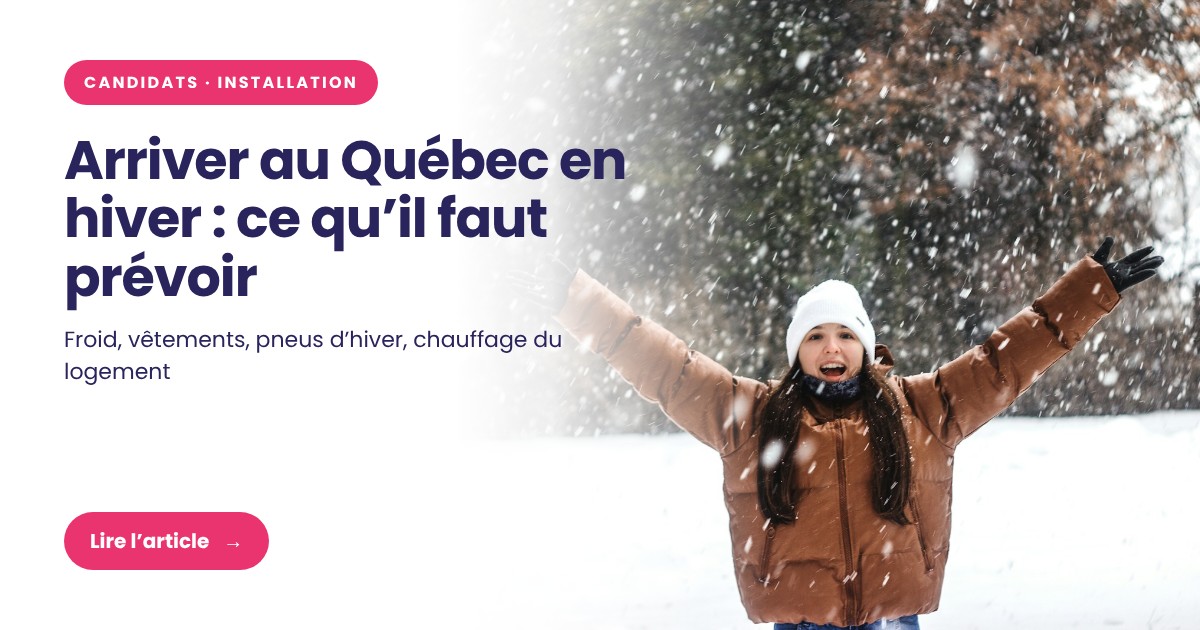 CANDIDATS · INSTALLATION
Arriver au Québec en
hiver : ce qu’il faut
prévoir
Froid, vêtements, pneus d’hiver, chauffage du
logement
Lire l’article →